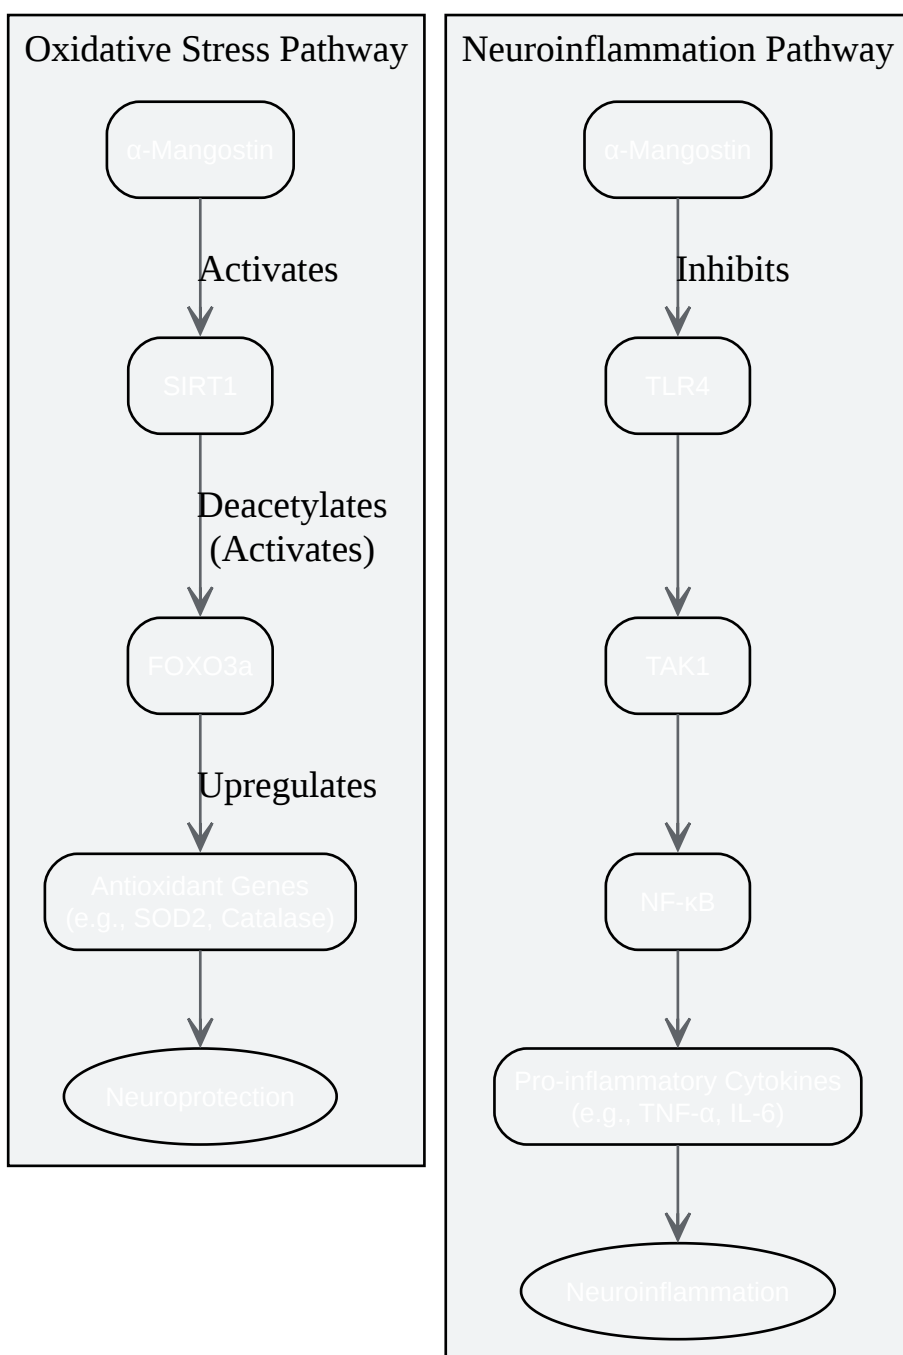 Oxidative Stress Pathway
α-Mangostin
Activates
SIRT1
Deacetylates
(Activates)
FOXO3a
Upregulates
Antioxidant Genes
(e.g., SOD2, Catalase)
Neuroprotection
Neuroinflammation Pathway
α-Mangostin
Inhibits
TLR4
TAK1
NF-κB
Pro-inflammatory Cytokines
(e.g., TNF-α, IL-6)
Neuroinflammation